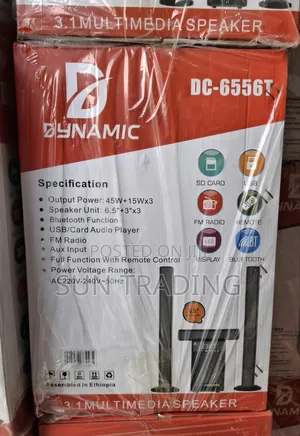 3.1 MULTIMEDIA SPEAKER
DYNAMIC
DC-6556T
Specification
• Output Power: 45W+15Wx3
• Speaker Unit: 6.5"+3"x3
• Bluetooth Function
• USB/Card Audio Player
• FM Radio
• Aux Input
• Full Function With Remote Control
• Power Voltage Range:
AC220V-240V~50Hz
SD CARD
USB
FM RADIO
REMOTE
DISPLAY
BLUETOOTH
POSTED ON
SUN TRADING
Assembled in Ethiopia
3.1 MULTIMEDIA SPEAKER